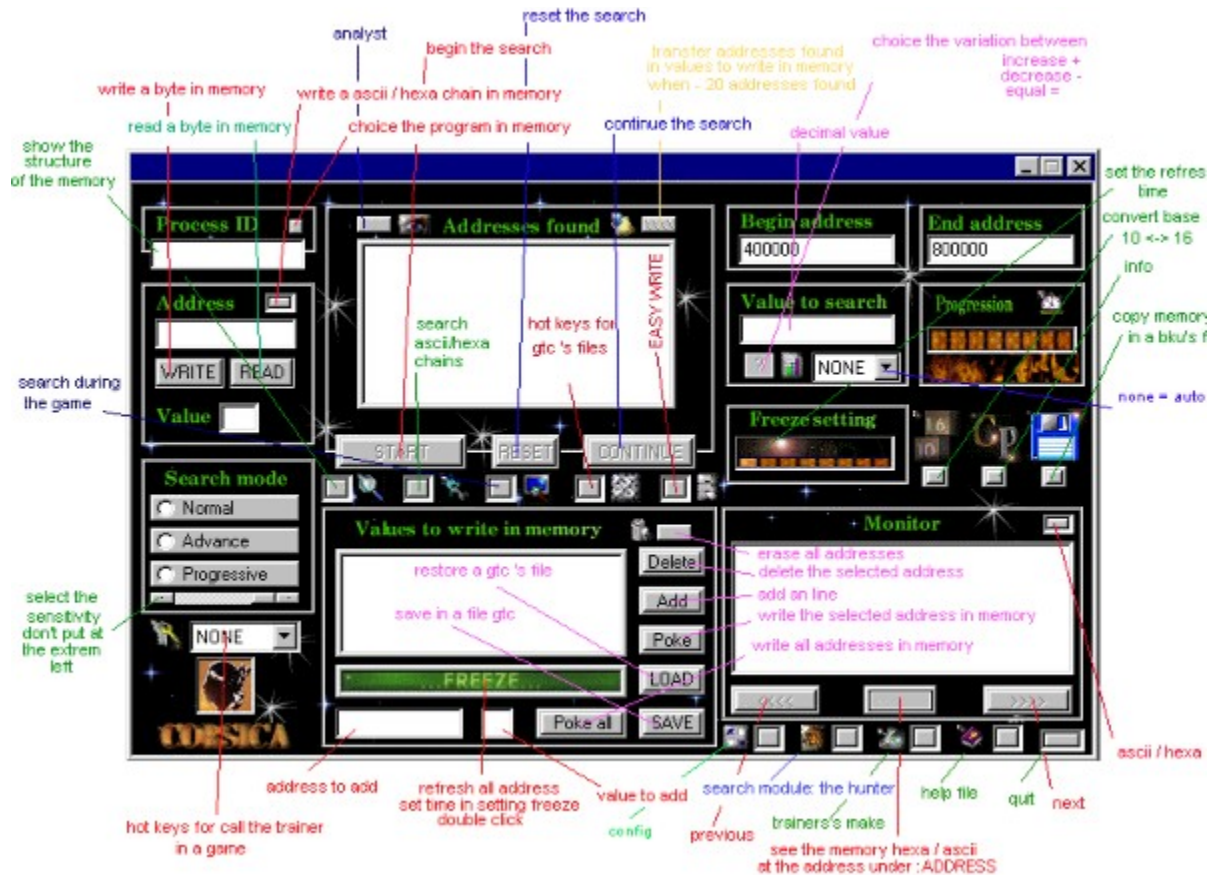 reset the search
analyst
begin the search
transfer addresses found
in values to write in memory
when - 20 addresses found
choice the variation between
increase +
decrease -
equal =
write a byte in memory
write a ascii / hexa chain in memory
read a byte in memory
choice the program in memory
continue the search
decimal value
show the
structure
of the memory
set the refres
time
convert base
10 <-> 16
info
copy memory
in a bku's f
Process ID
Addresses found
>>>>
Begin address
400000
End address
800000
Address
WRITE
READ
Value
search
ascii/hexa
chains
hot keys for
gtc 's files
EASY WRITE
Value to search
?
NONE
Progression
none = auto
search during
the game
START
RESET
CONTINUE
Freeze setting
16
10
Cp
Search mode
Normal
Advance
Progressive
select the
sensitivity
don't put at
the extrem
left
NONE
CORSICA
Values to write in memory
restore a gtc 's file
save in a file gtc
...FREEZE...
Delete
Add
Poke
LOAD
Poke all
SAVE
Monitor
erase all addresses
delete the selected address
add an line
write the selected address in memory
write all addresses in memory
<<<<
>>>>
ascii / hexa
address to add
refresh all address
set time in setting freeze
double click
value to add
config
previous
search module: the hunter
trainers's make
help file
quit
next
see the memory hexa / ascii
at the address under :ADDRESS
hot keys for call the trainer
in a game